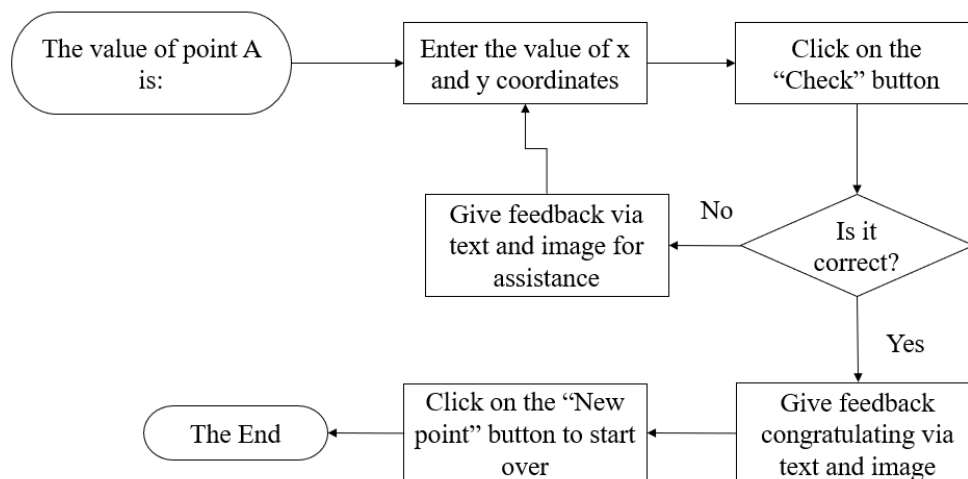 The value of point A
is:
Enter the value of x
and y coordinates
Click on the
“Check” button
Is it
correct?
No
Give feedback via
text and image for
assistance
Yes
Give feedback
congratulating via
text and image
Click on the “New
point” button to start
over
The End